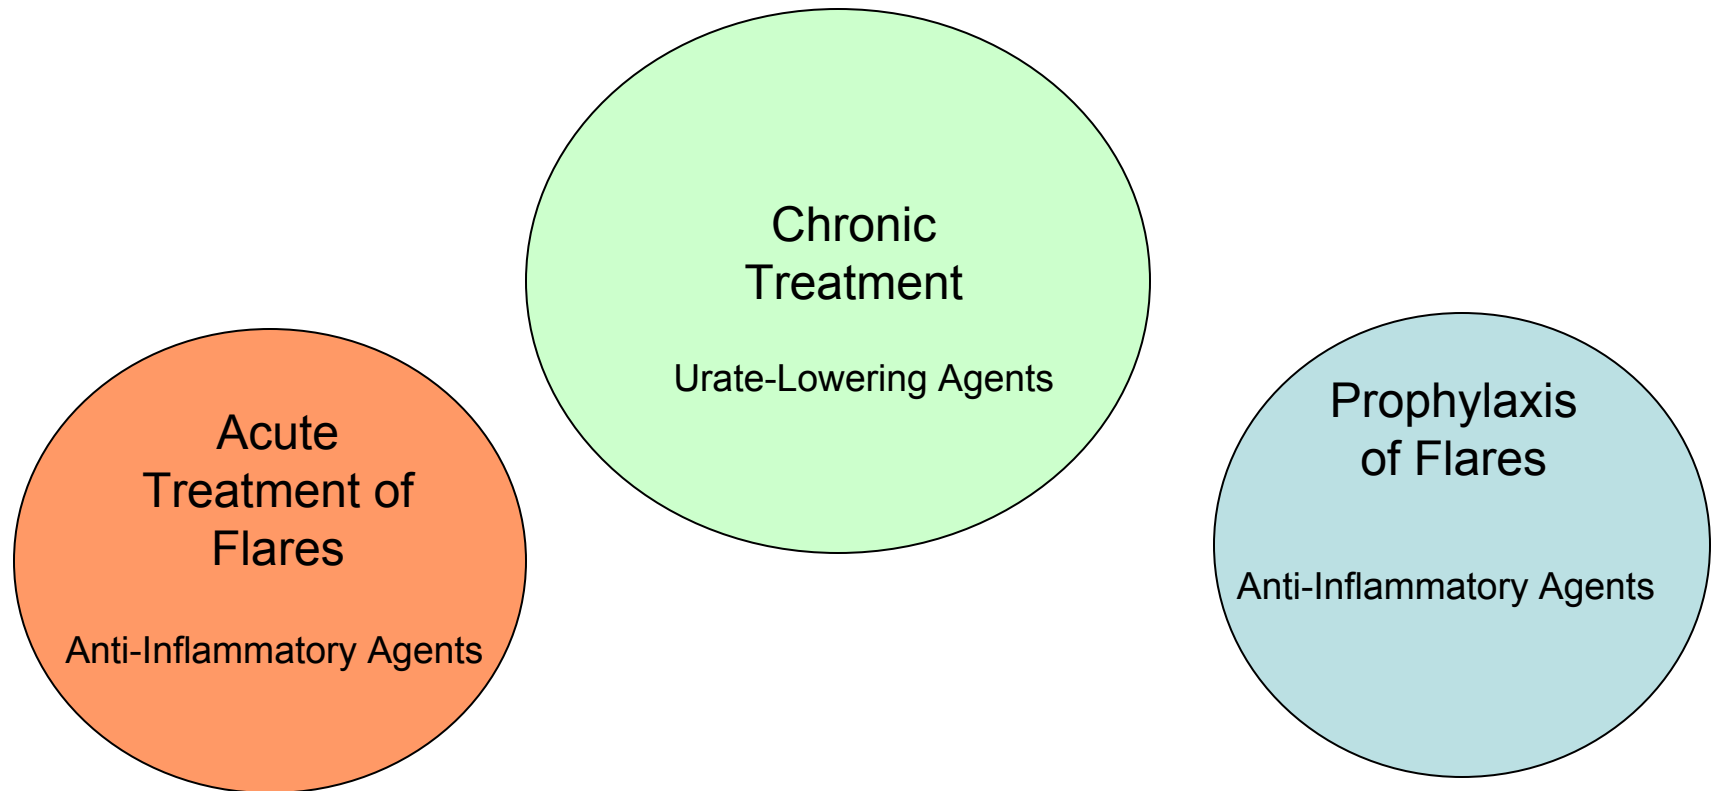 Chronic
Treatment
Urate-Lowering Agents
Acute
Treatment of
Flares
Anti-Inflammatory Agents
Prophylaxis
of Flares
Anti-Inflammatory Agents